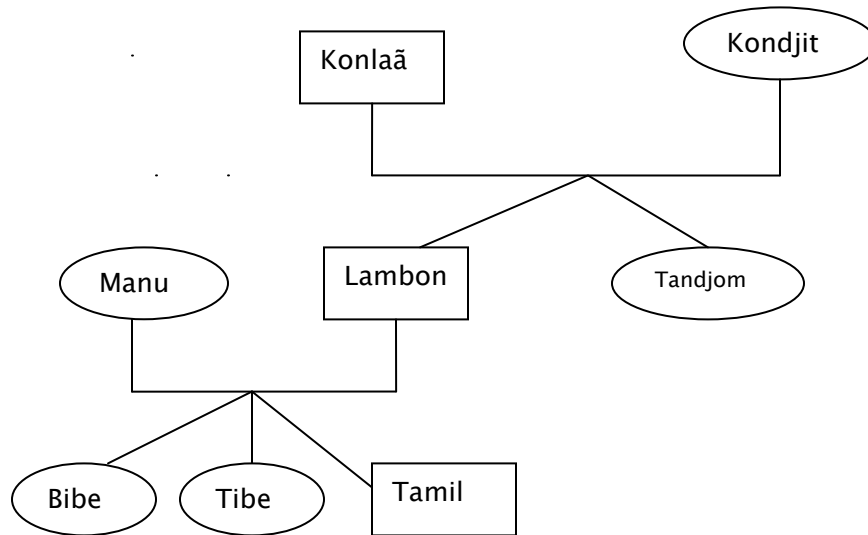 Konlaã
Kondjit
Manu
Lambon
Tandjom
Bibe
Tibe
Tamil